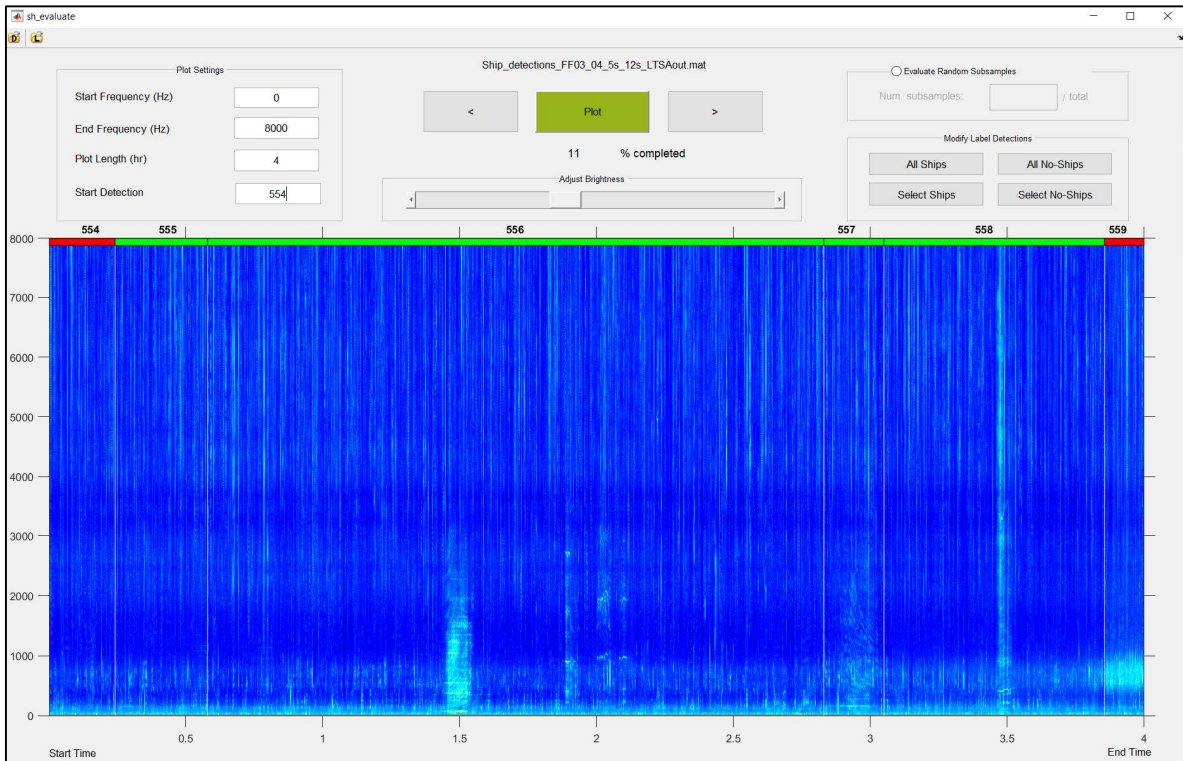 sh_evaluate
D L
Ship_detections_FF03_04_5s_12s_LTSAout.mat
Plot Settings
Start Frequency (Hz) 0
End Frequency (Hz) 8000
Plot Length (hr) 4
Start Detection 554
< Plot >
11 % completed
Adjust Brightness
Evaluate Random Subsamples
Num. subsamples: / total
Modify Label Detections
All Ships All No-Ships
Select Ships Select No-Ships
554 555 556 557 558 559
8000
7000
6000
5000
4000
3000
2000
1000
0
0.5 1 1.5 2 2.5 3 3.5 4
Start Time End Time